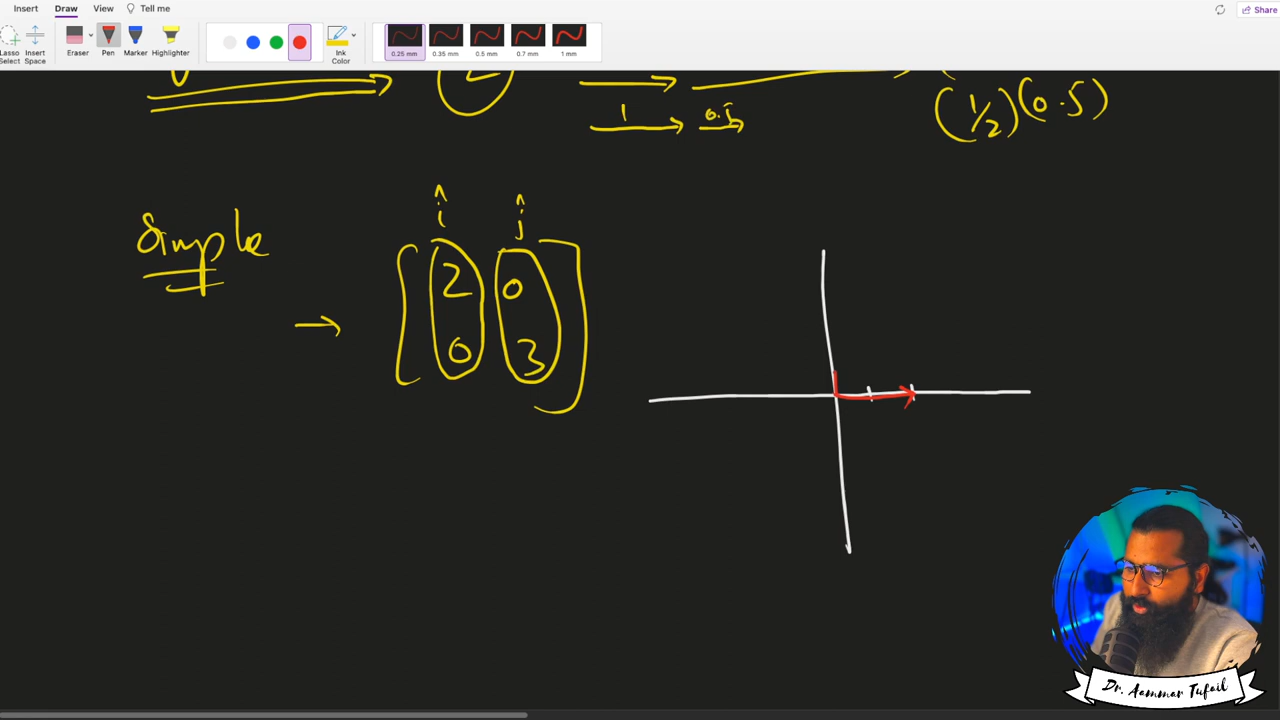 Insert Draw View Tell me
Share
Lasso Select
Insert Space
Eraser
Pen
Marker
Highlighter
Ink Color
0.25 mm
0.35 mm
0.5 mm
0.7 mm
1 mm
2
(1/2)(0.5)
1 0.5
Simple
î ĵ
2 0
→
0 3
Dr. Aammar Tufail